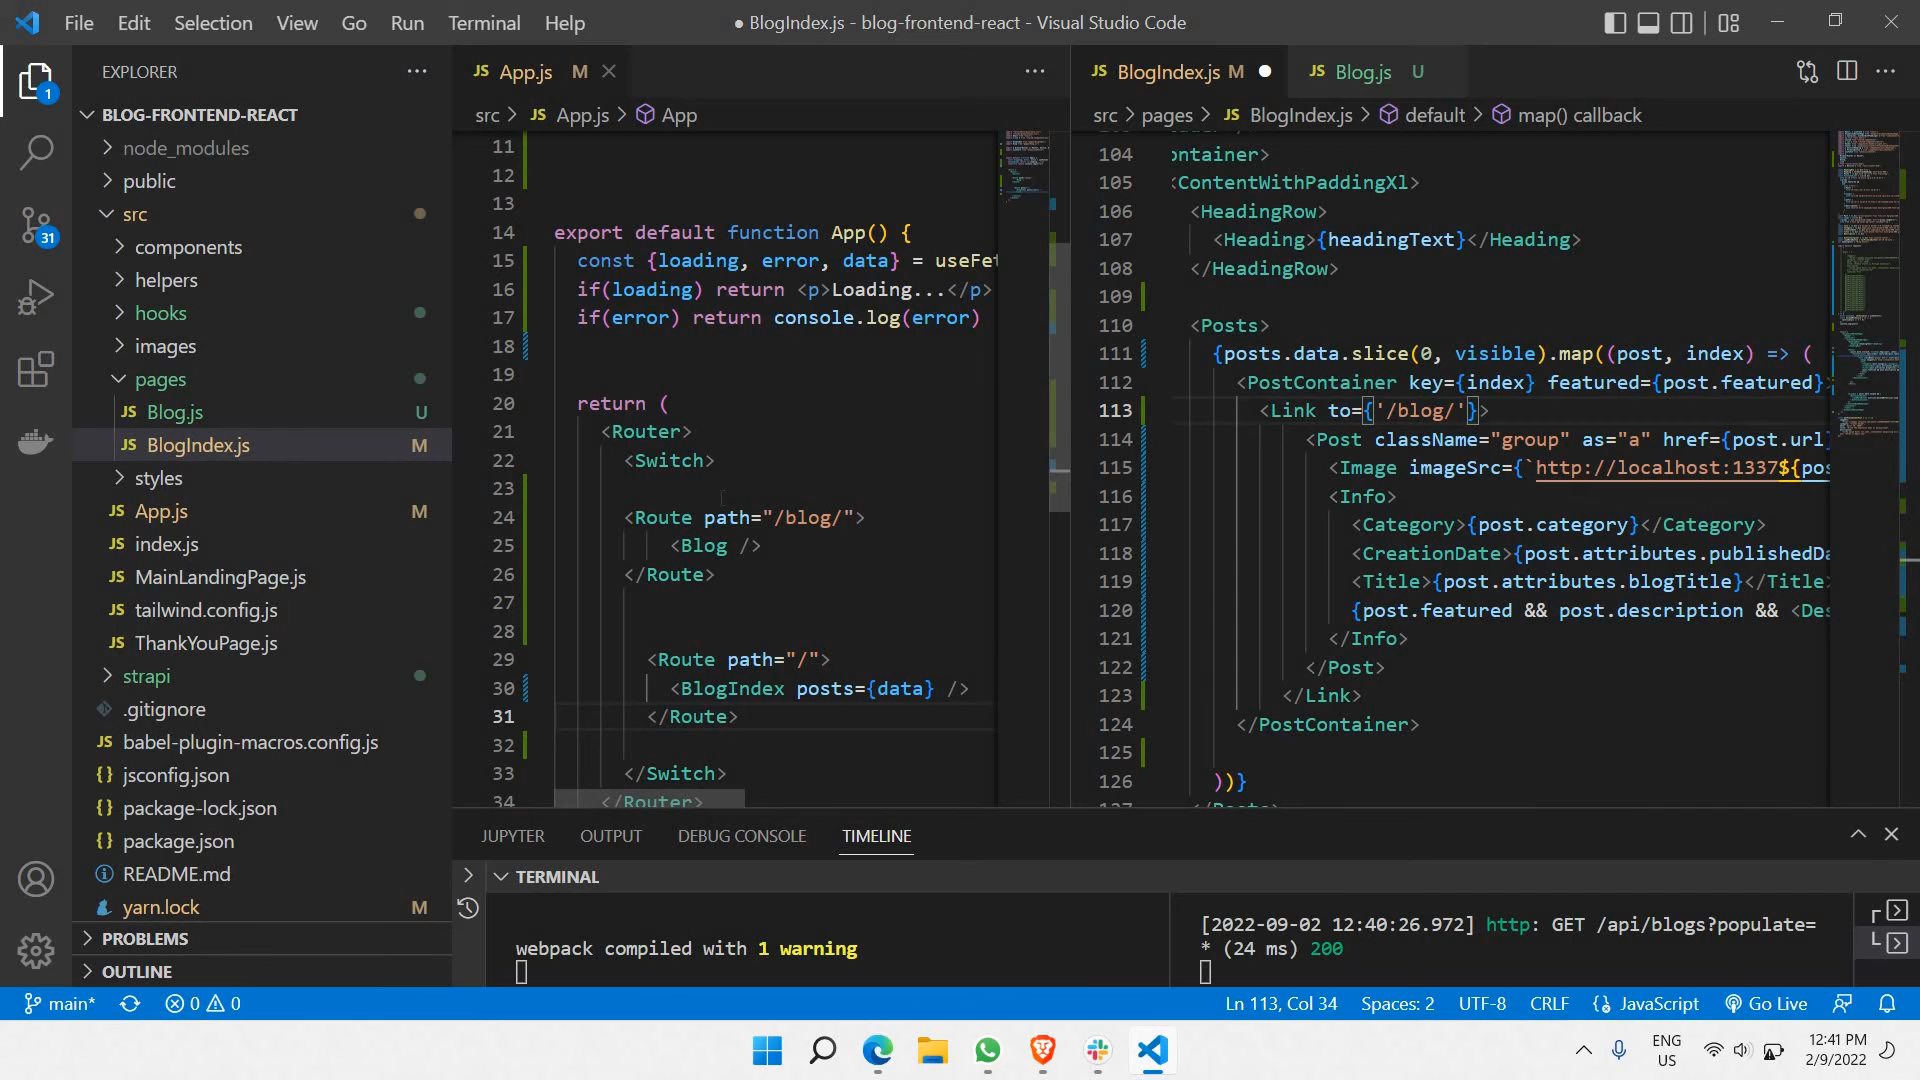 File Edit Selection View Go Run Terminal Help
● BlogIndex.js - blog-frontend-react - Visual Studio Code
1
31
EXPLORER
BLOG-FRONTEND-REACT
node_modules
public
src
components
helpers
hooks
images
pages
JS Blog.js U
JS BlogIndex.js M
styles
JS App.js M
JS index.js
JS MainLandingPage.js
JS tailwind.config.js
JS ThankYouPage.js
strapi
.gitignore
JS babel-plugin-macros.config.js
{} jsconfig.json
{} package-lock.json
{} package.json
README.md
yarn.lock M
PROBLEMS
OUTLINE
JS App.js M
src > JS App.js > App
11
12
13
14 export default function App() {
15 const {loading, error, data} = useFet
16 if(loading) return <p>Loading...</p>
17 if(error) return console.log(error)
18
19
20 return (
21 <Router>
22 <Switch>
23
24 <Route path="/blog/">
25 <Blog />
26 </Route>
27
28
29 <Route path="/">
30 <BlogIndex posts={data} />
31 </Route>
32
33 </Switch>
34 </Router>
JS BlogIndex.js M
JS Blog.js U
src > pages > JS BlogIndex.js > default > map() callback
104 ontainer>
105 <ContentWithPaddingXl>
106 <HeadingRow>
107 <Heading>{headingText}</Heading>
108 </HeadingRow>
109
110 <Posts>
111 {posts.data.slice(0, visible).map((post, index) => (
112 <PostContainer key={index} featured={post.featured}>
113 <Link to={'/blog/'}>
114 <Post className="group" as="a" href={post.url}
115 <Image imageSrc={`http://localhost:1337${pos
116 <Info>
117 <Category>{post.category}</Category>
118 <CreationDate>{post.attributes.publishedDa
119 <Title>{post.attributes.blogTitle}</Title>
120 {post.featured && post.description && <Des
121 </Info>
122 </Post>
123 </Link>
124 </PostContainer>
125
126 ))}
JUPYTER OUTPUT DEBUG CONSOLE TIMELINE
TERMINAL
webpack compiled with 1 warning
[2022-09-02 12:40:26.972] http: GET /api/blogs?populate=
* (24 ms) 200
main* 0 0
Ln 113, Col 34 Spaces: 2 UTF-8 CRLF JavaScript Go Live
ENG
US
12:41 PM
2/9/2022